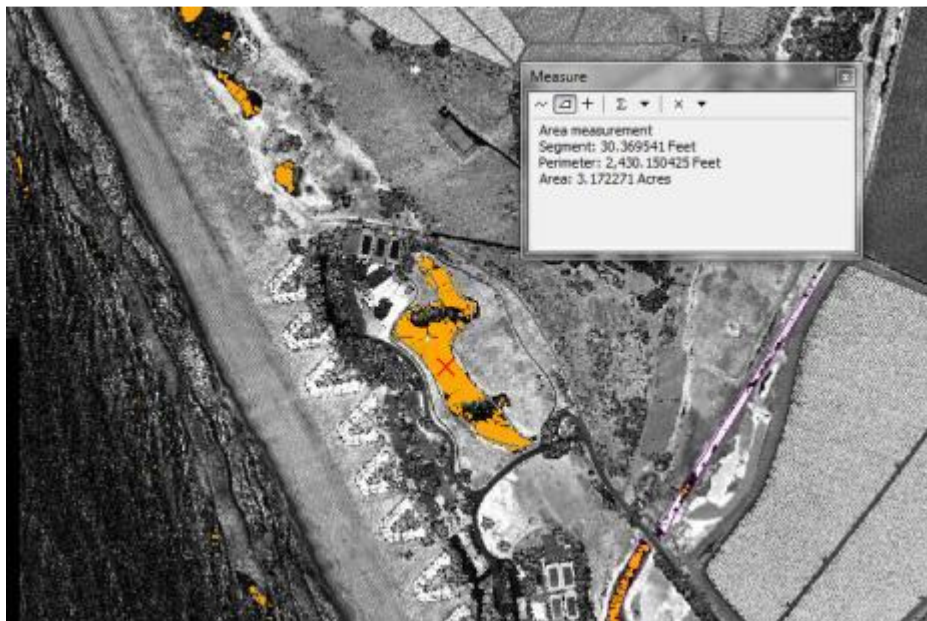 Measure
Area measurement
Segment: 30.369541 Feet
Perimeter: 2,430.150425 Feet
Area: 3.172271 Acres